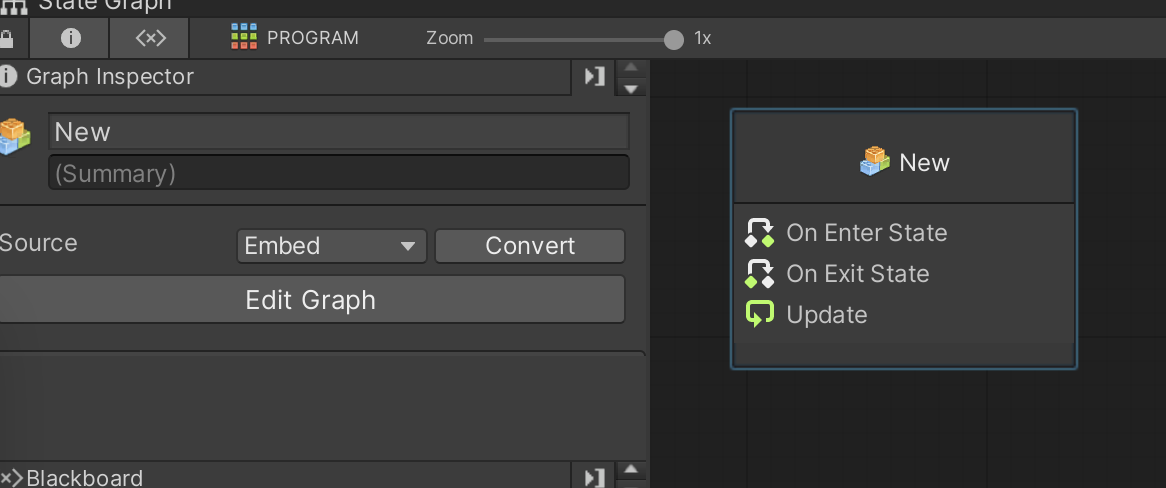 State Graph
PROGRAM
Zoom
1x
Graph Inspector
New
(Summary)
Source
Embed
Convert
Edit Graph
Blackboard
New
On Enter State
On Exit State
Update